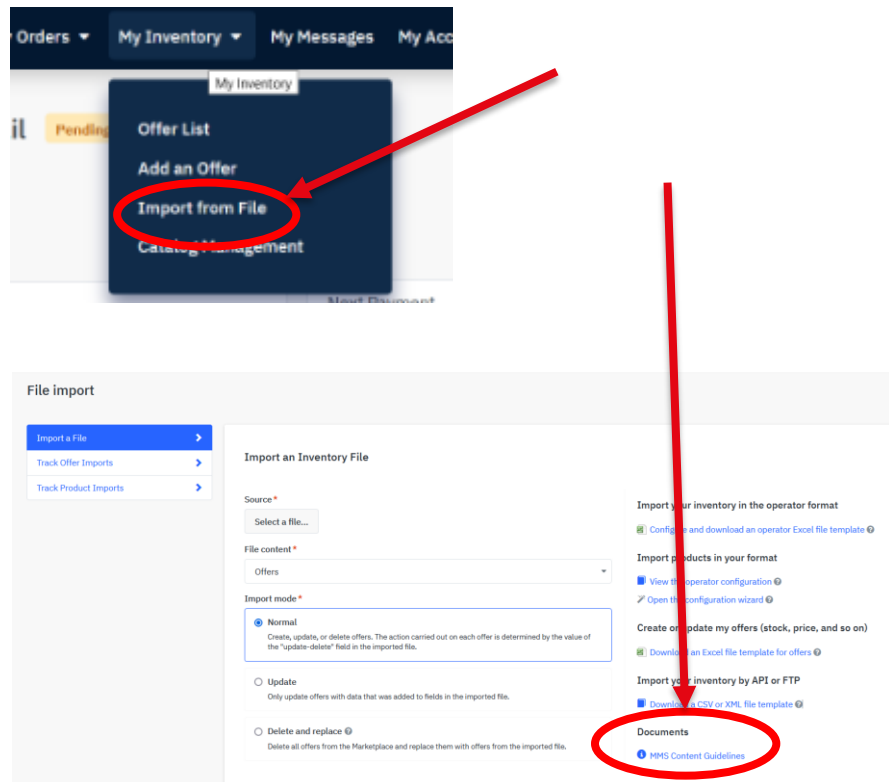 Orders
My Inventory
My Messages
My Acc
My Inventory
il
Pending
Offer List
Add an Offer
Import from File
Catalog Management
Next Payment
File import
Import a File
Track Offer Imports
Track Product Imports
Import an Inventory File
Source *
Select a file...
File content *
Offers
Import mode *
Normal
Create, update, or delete offers. The action carried out on each offer is determined by the value of
the "update-delete" field in the imported file.
Update
Only update offers with data that was added to fields in the imported file.
Delete and replace
Delete all offers from the Marketplace and replace them with offers from the imported file.
Import your inventory in the operator format
Configure and download an operator Excel file template
Import products in your format
View the operator configuration
Open the configuration wizard
Create or update my offers (stock, price, and so on)
Download an Excel file template for offers
Import your inventory by API or FTP
Download a CSV or XML file template
Documents
MMS Content Guidelines